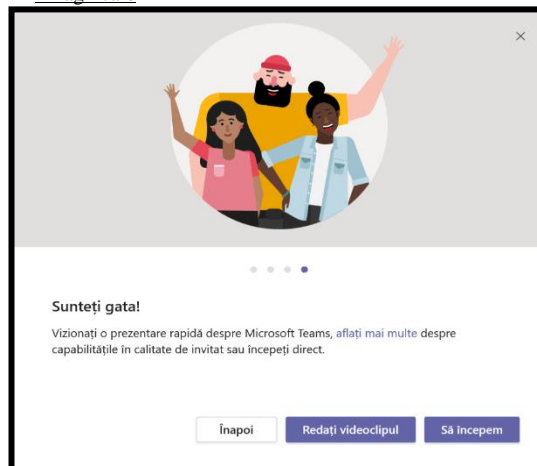 Sunteți gata!
Vizionați o prezentare rapidă despre Microsoft Teams, aflați mai multe despre
capabilitățile în calitate de invitat sau începeți direct.
Înapoi Redați videoclipul Să începem